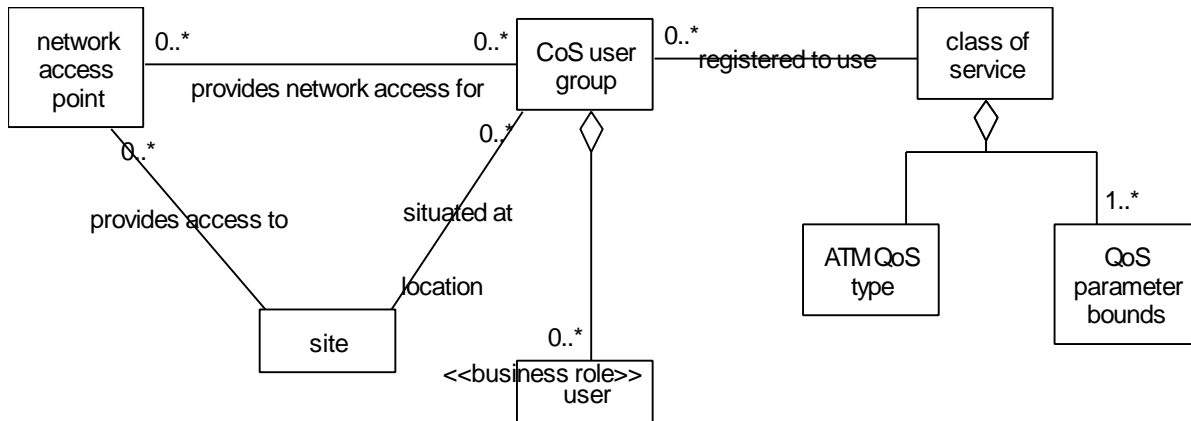 network
access
point
0..*
0..*
provides network access for
CoS user
group
0..*
registered to use
class of
service
0..*
0..*
provides access to
situated at
location
site
1..*
ATM QoS
type
QoS
parameter
bounds
0..*
<<business role>>
user